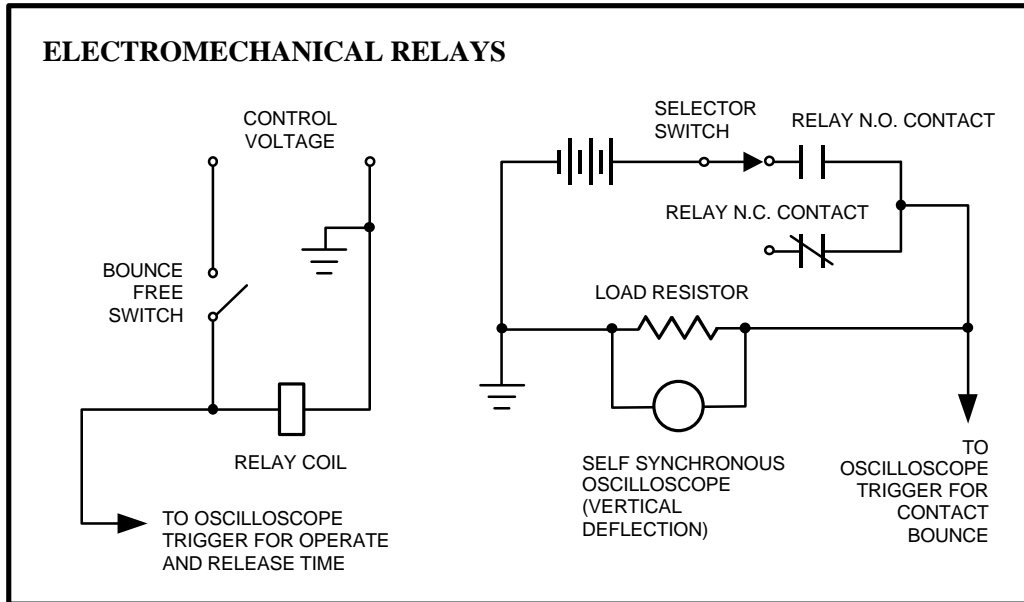 ELECTROMECHANICAL RELAYS
CONTROL
VOLTAGE
BOUNCE
FREE
SWITCH
RELAY COIL
TO OSCILLOSCOPE
TRIGGER FOR OPERATE
AND RELEASE TIME
SELECTOR
SWITCH
RELAY N.O. CONTACT
RELAY N.C. CONTACT
LOAD RESISTOR
SELF SYNCHRONOUS
OSCILLOSCOPE
(VERTICAL
DEFLECTION)
TO
OSCILLOSCOPE
TRIGGER FOR
CONTACT
BOUNCE